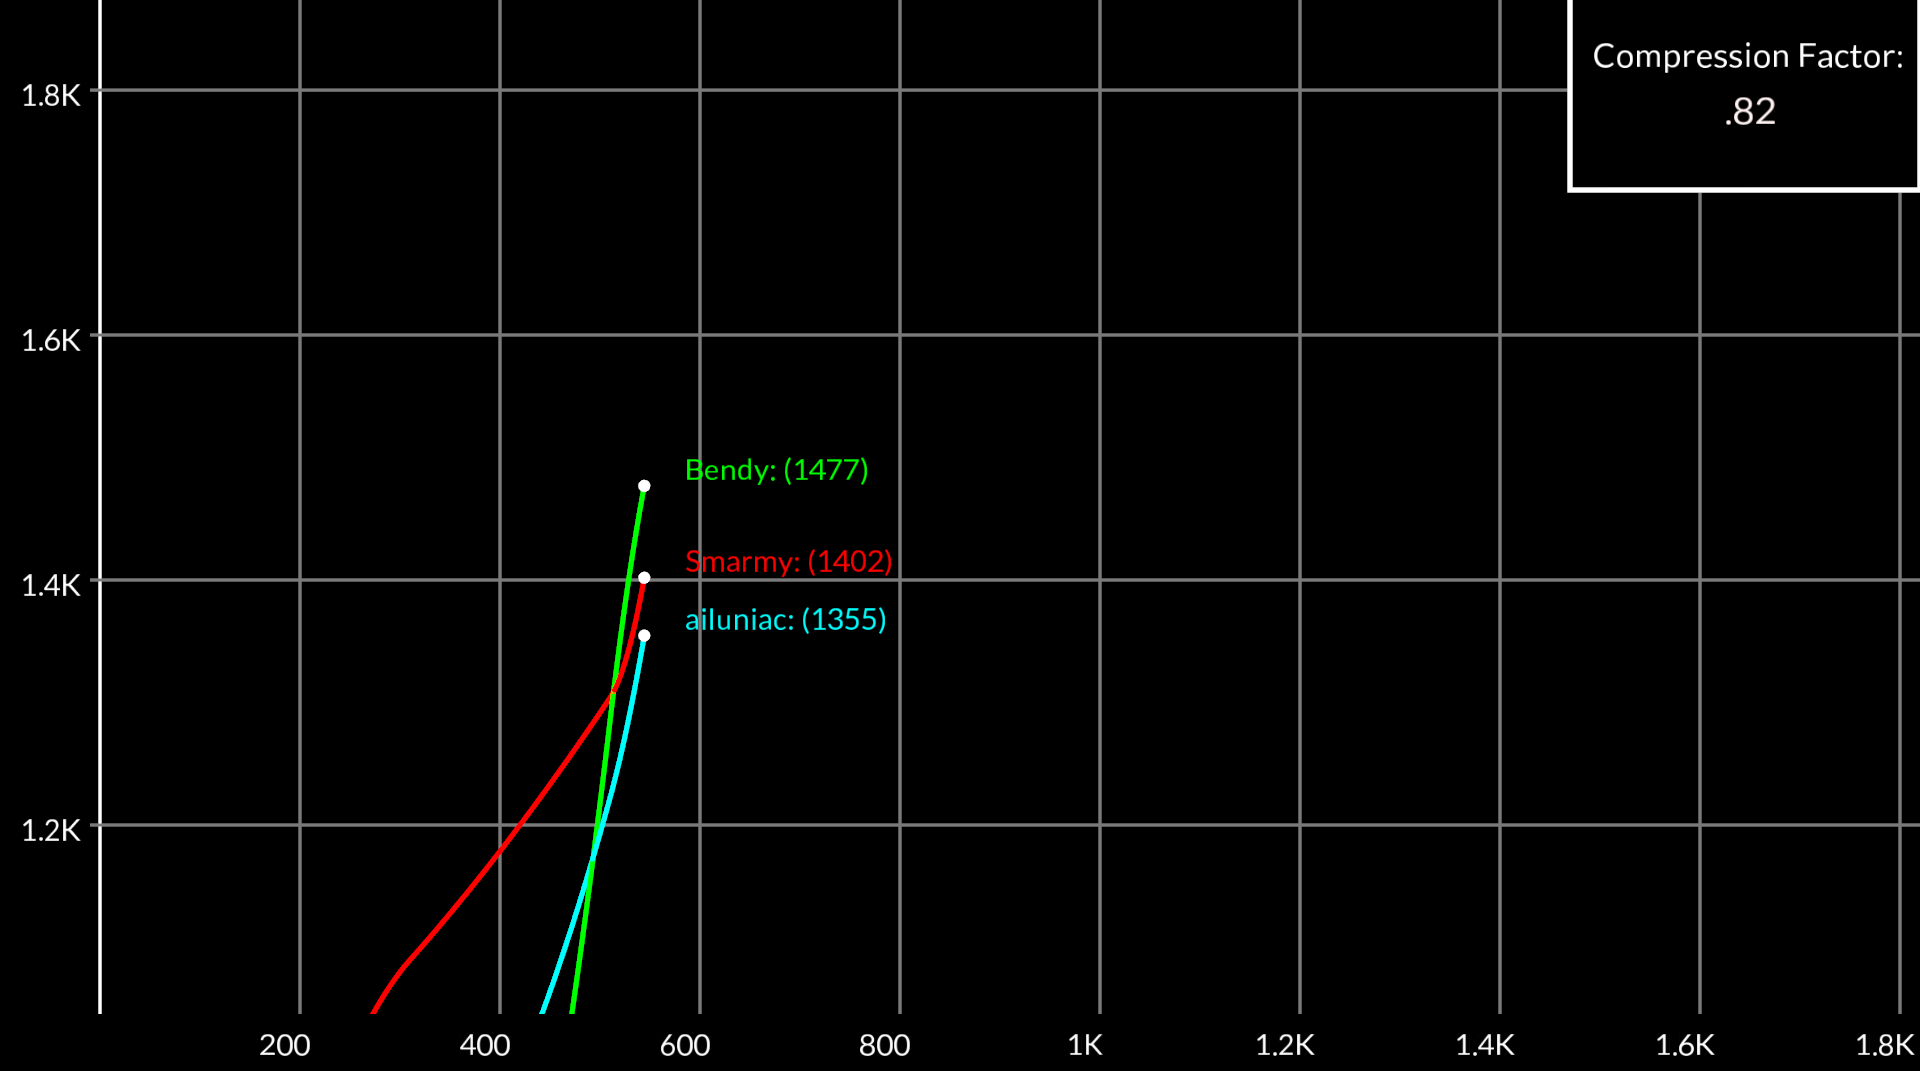 Compression Factor:
.82
1.8K
1.6K
Bendy: (1477)
Smarmy: (1402)
1.4K
ailuniac: (1355)
1.2K
200 400 600 800 1K 1.2K 1.4K 1.6K 1.8K